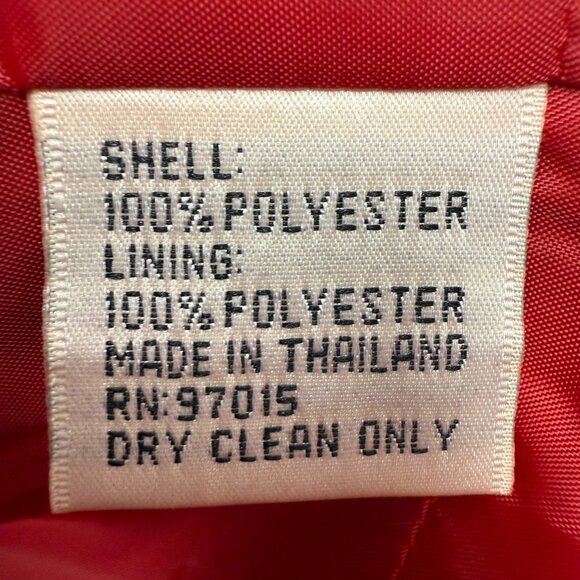 SHELL:
100% POLYESTER
LINING:
100% POLYESTER
MADE IN THAILAND
RN:97015
DRY CLEAN ONLY